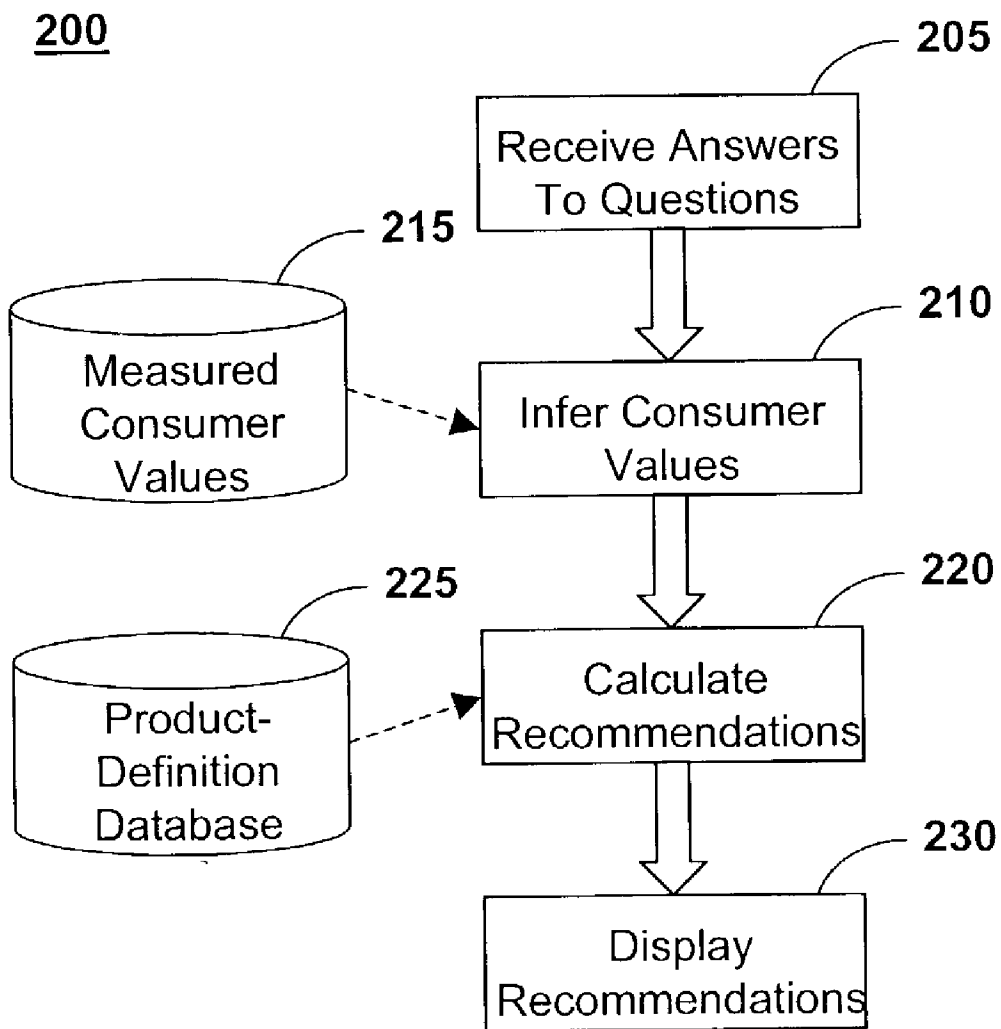 200
205
Receive Answers
To Questions
215
210
Measured
Consumer
Values
Infer Consumer
Values
225
220
Product-
Definition
Database
Calculate
Recommendations
230
Display
Recommendations